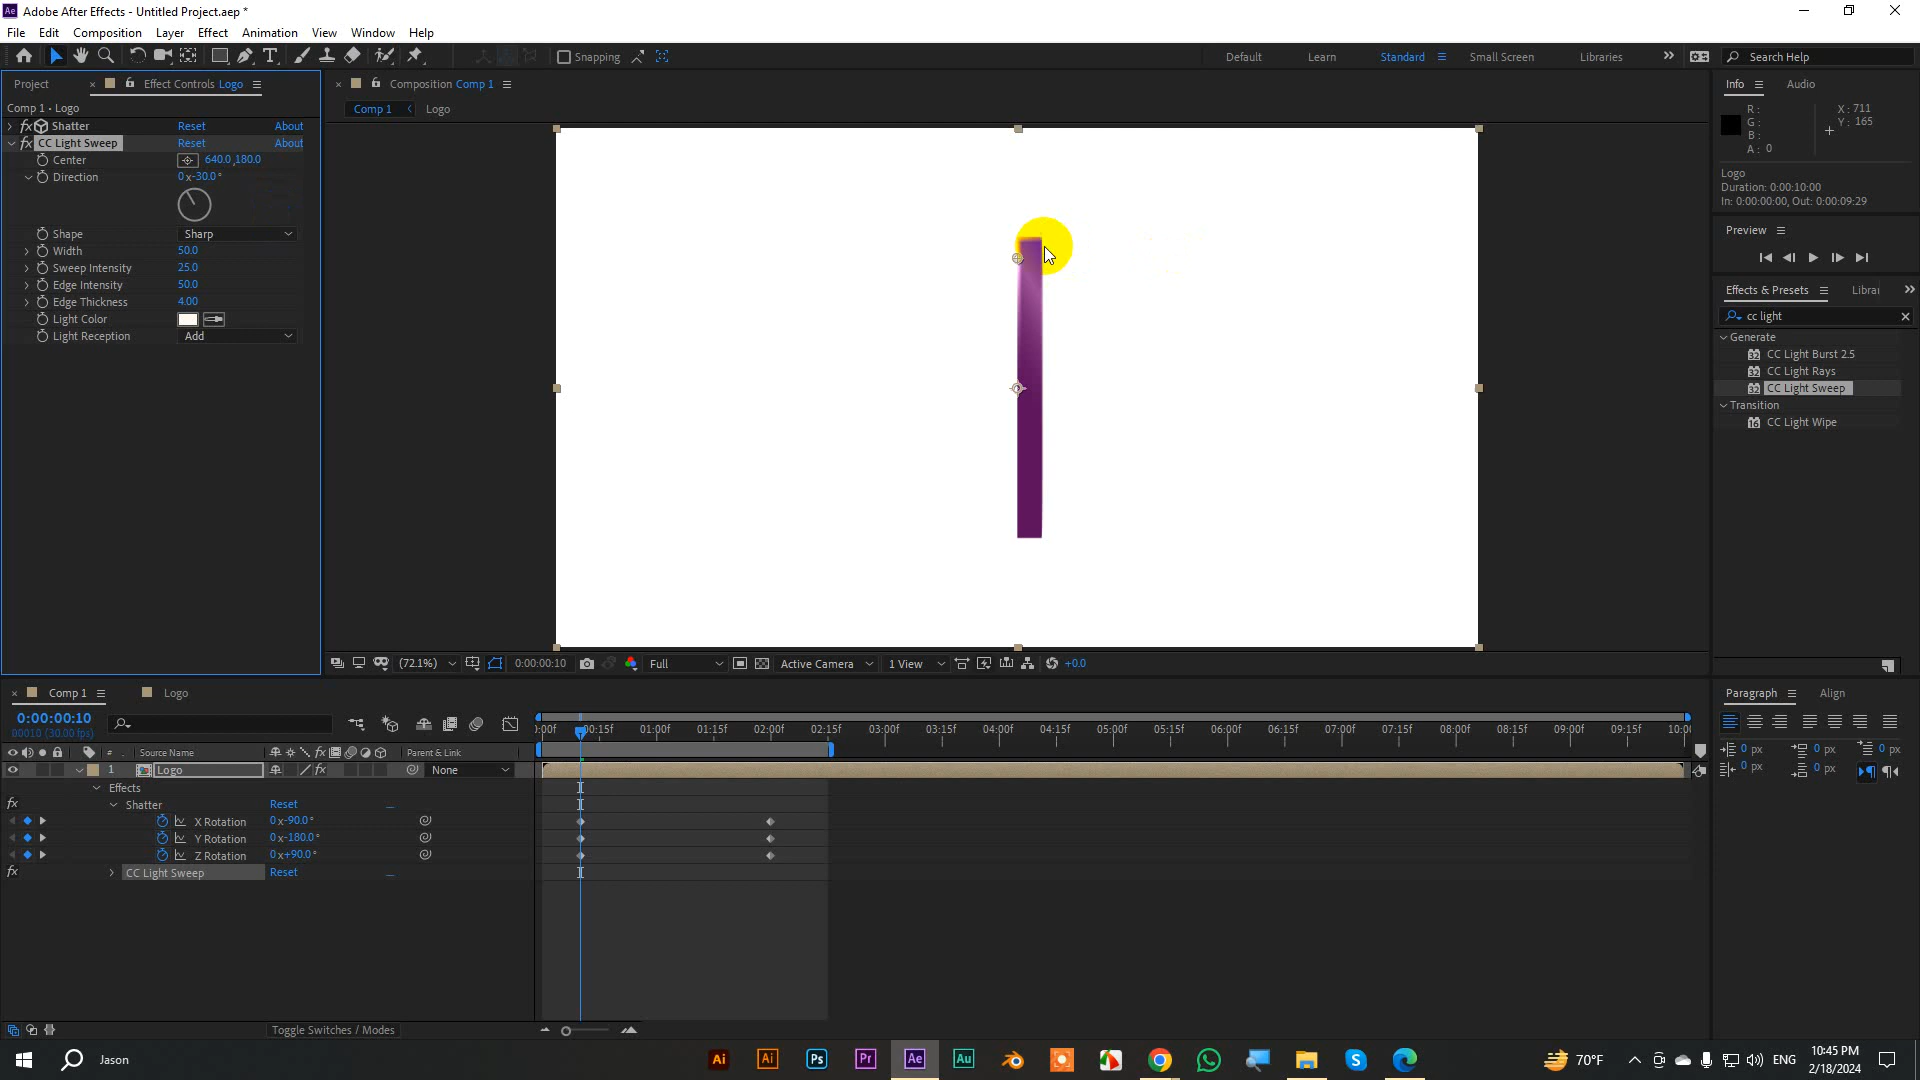 Adobe After Effects - Untitled Project.aep *
File Edit Composition Layer Effect Animation View Window Help
Snapping Default Learn Standard Small Screen Libraries Search Help
Project Effect Controls Logo
Comp 1 • Logo
Shatter Reset About
CC Light Sweep Reset About
Center 640.0,180.0
Direction 0x-30.0°
Shape Sharp
Width 50.0
Sweep Intensity 25.0
Edge Intensity 50.0
Edge Thickness 4.00
Light Color
Light Reception Add
Composition Comp 1
Comp 1 Logo
(72.1%) 0:00:00:10 Full Active Camera 1 View +0.0
Info Audio
R: X: 711
G: Y: 165
B:
A: 0
Logo
Duration: 0:00:10:00
In: 0:00:00:00, Out: 0:00:09:29
Preview
Effects & Presets Librar
cc light
Generate
CC Light Burst 2.5
CC Light Rays
CC Light Sweep
Transition
CC Light Wipe
Paragraph Align
0 px 0 px 0 px
0 px 0 px
Comp 1 Logo
0:00:00:10
00010 (30.00 fps)
# Source Name Parent & Link
1 Logo None
Effects
Shatter Reset
X Rotation 0x-90.0°
Y Rotation 0x-180.0°
Z Rotation 0x+90.0°
CC Light Sweep Reset
:00f 00:15f 01:00f 01:15f 02:00f 02:15f 03:00f 03:15f 04:00f 04:15f 05:00f 05:15f 06:00f 06:15f 07:00f 07:15f 08:00f 08:15f 09:00f 09:15f 10:00
Toggle Switches / Modes
Jason 70°F ENG 10:45 PM
2/18/2024